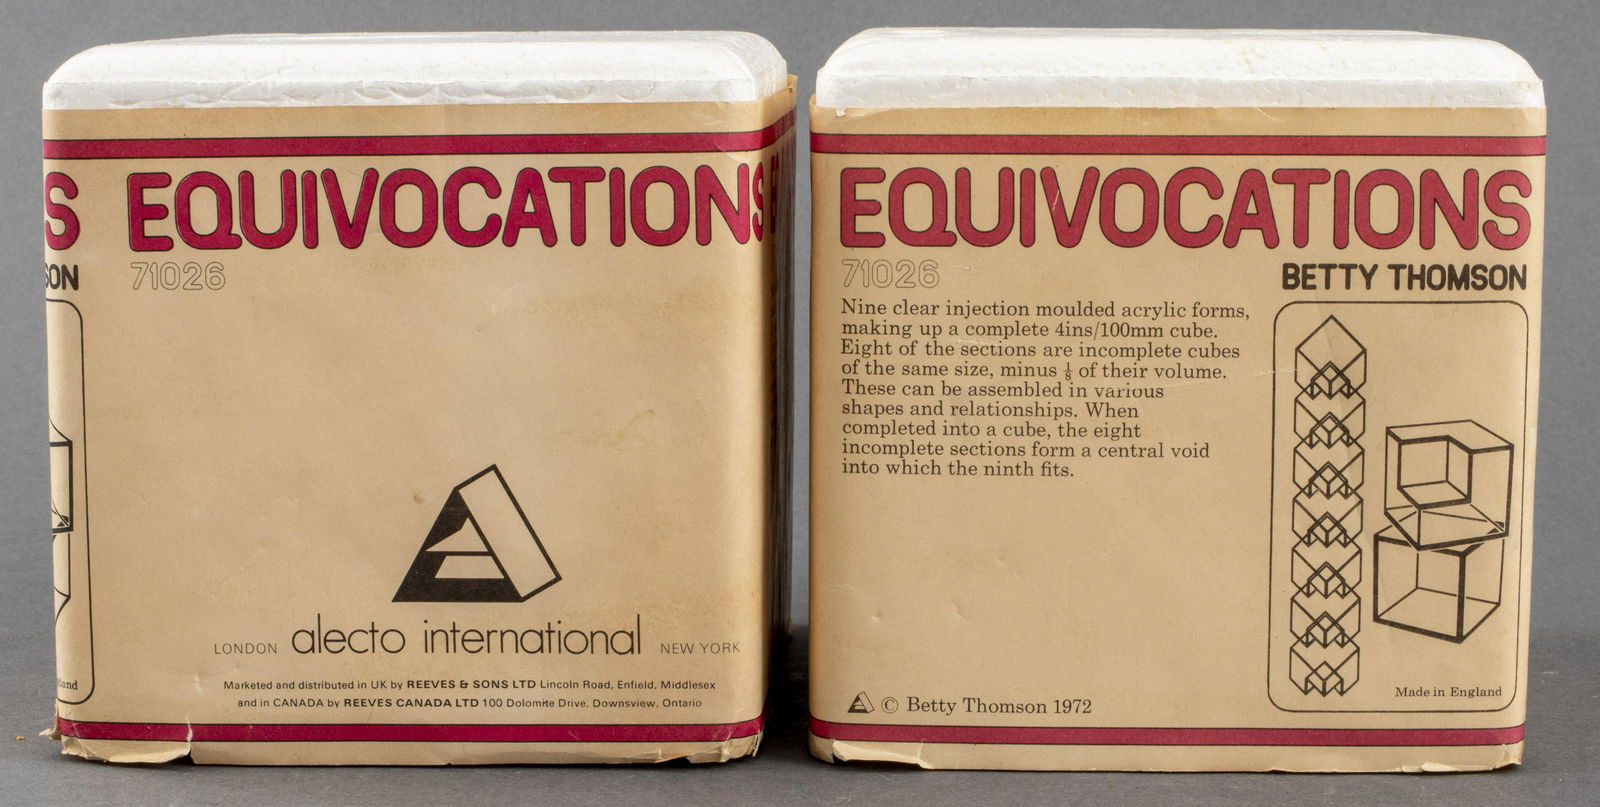 S
SON
gland
EQUIVOCATIONS
71026
alecto international
LONDON
NEW YORK
Marketed and distributed in UK by REEVES & SONS LTD Lincoln Road, Enfield, Middlesex
and in CANADA by REEVES CANADA LTD 100 Dolomite Drive, Downsview, Ontario
E
EQUIVOCATIONS
71026
BETTY THOMSON
Nine clear injection moulded acrylic forms,
making up a complete 4ins/100mm cube.
Eight of the sections are incomplete cubes
of the same size, minus ⅛ of their volume.
These can be assembled in various
shapes and relationships. When
completed into a cube, the eight
incomplete sections form a central void
into which the ninth fits.
Made in England
© Betty Thomson 1972